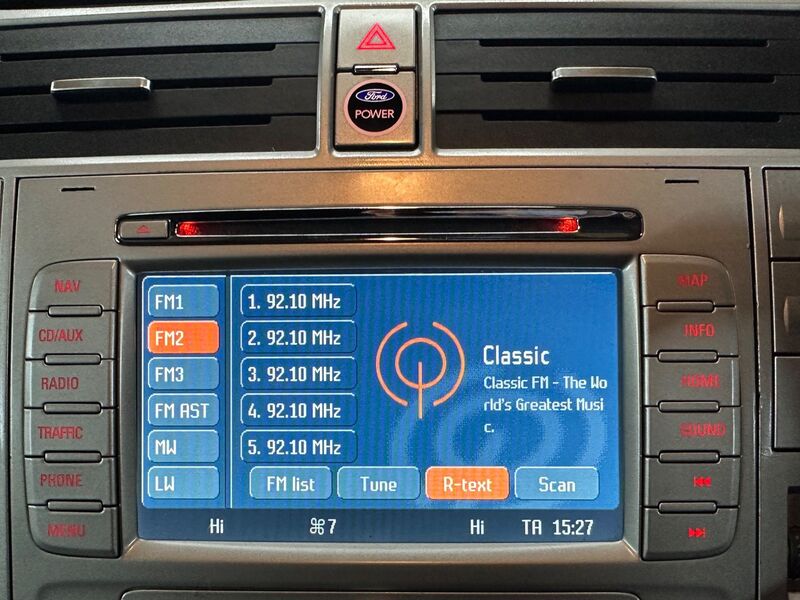 Ford
POWER
NAV
CD/AUX
RADIO
TRAFFIC
PHONE
MENU
FM1
FM2
FM3
FM AST
MW
LW
1. 92.10 MHz
2. 92.10 MHz
3. 92.10 MHz
4. 92.10 MHz
5. 92.10 MHz
Classic
Classic FM - The Wo
rld's Greatest Musi
c.
FM list
Tune
R-text
Scan
Hi
7
Hi
TA 15:27
MAP
INFO
SOUND